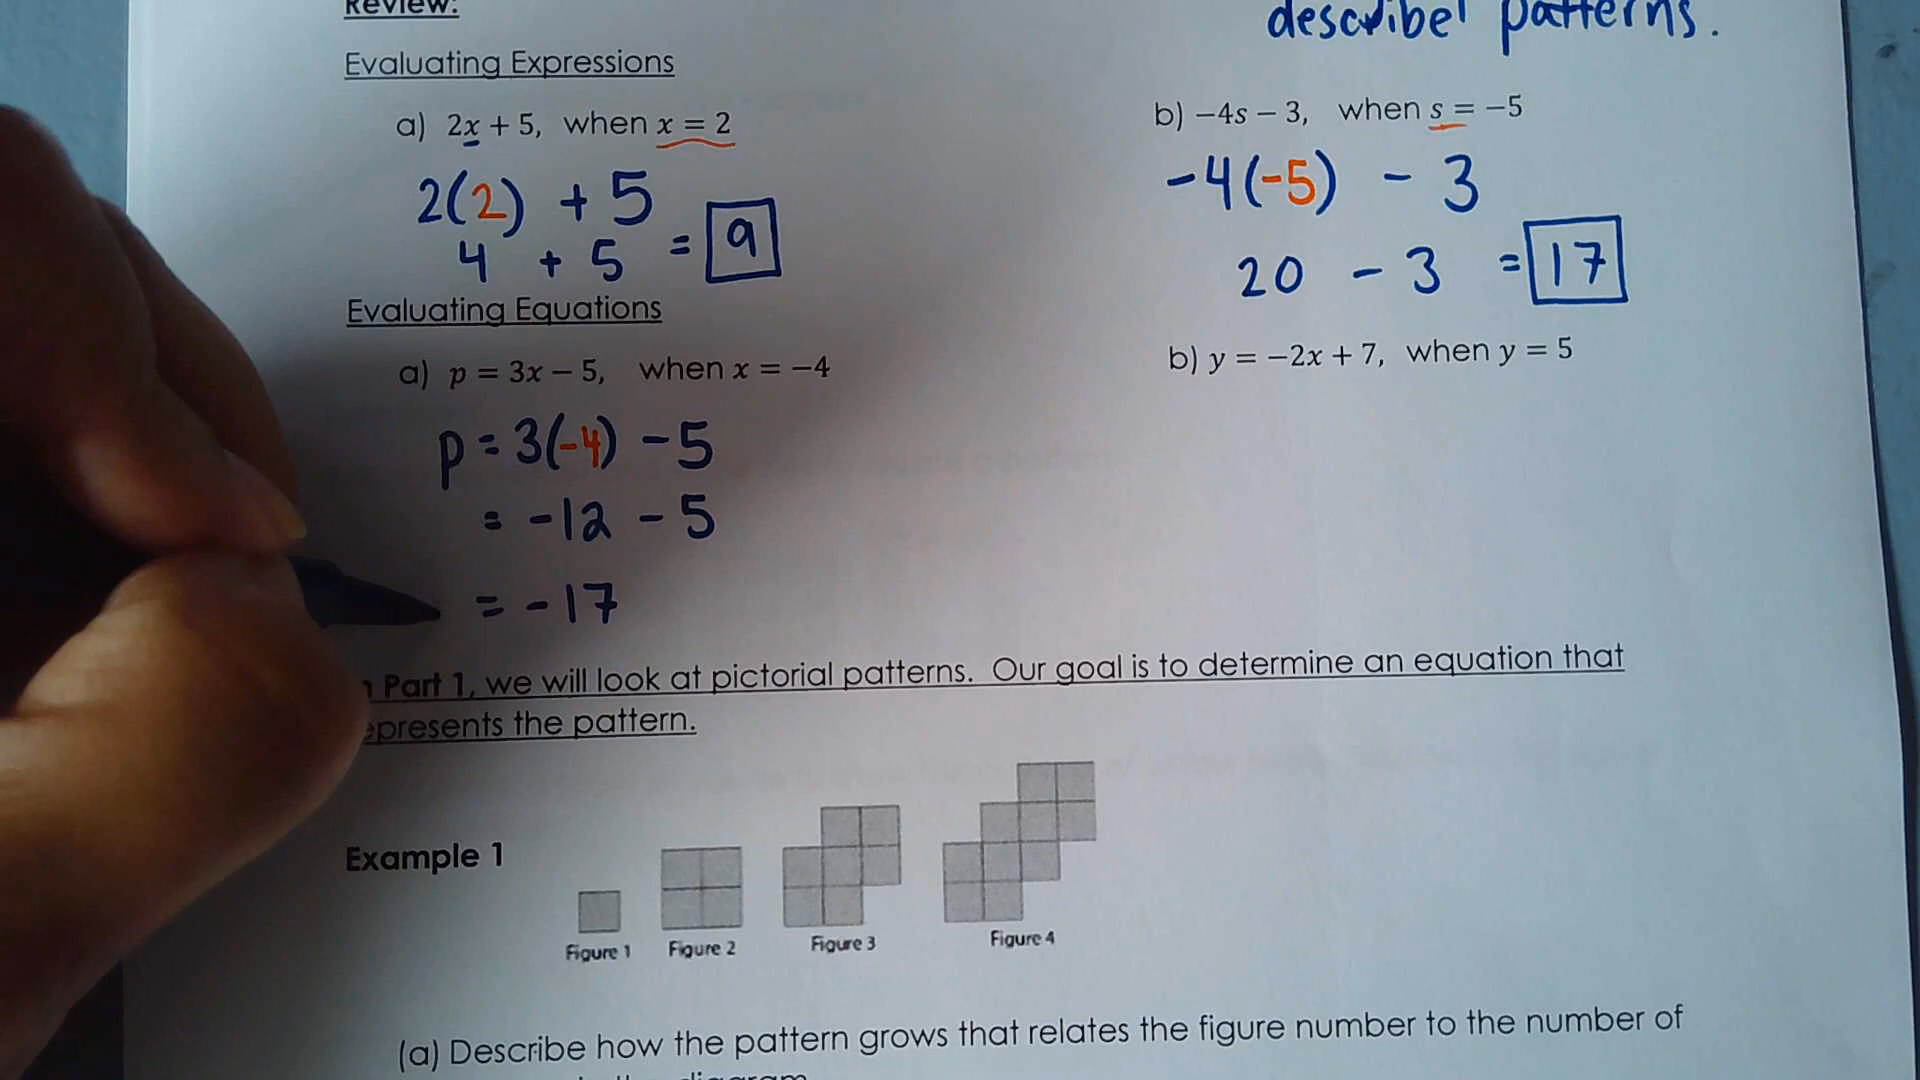 Review:
describe patterns.
Evaluating Expressions
a) 2x + 5, when x = 2
b) −4s − 3, when s = −5
2(2) + 5
4 + 5 = 9
-4(-5) - 3
20 - 3 = 17
Evaluating Equations
a) p = 3x − 5, when x = −4
b) y = −2x + 7, when y = 5
p = 3(-4) - 5
= -12 - 5
= -17
Part 1, we will look at pictorial patterns. Our goal is to determine an equation that
epresents the pattern.
Example 1
Figure 1
Figure 2
Figure 3
Figure 4
(a) Describe how the pattern grows that relates the figure number to the number of